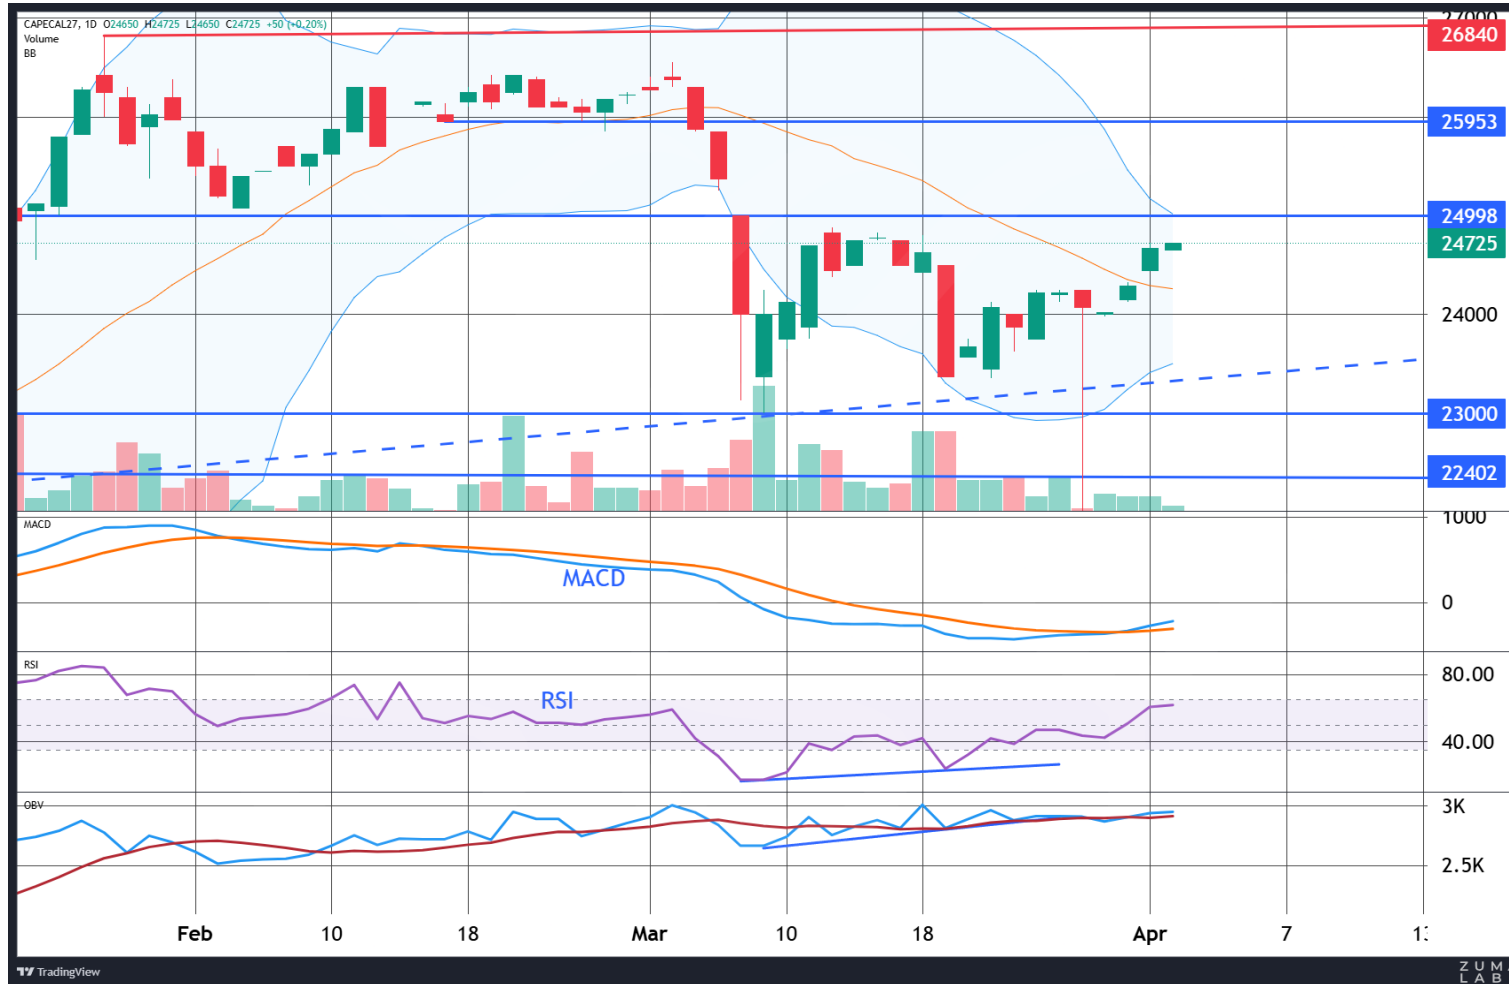 CAPECAL27, 1D O24650 H24725 L24650 C24725 +50 (+0.20%)
Volume
BB
27000
26840
25953
24998
24725
24000
23000
22402
MACD
1000
MACD
0
RSI
80.00
RSI
40.00
OBV
3K
2.5K
Feb 10 18 Mar 10 18 Apr 7
TradingView
ZUM
LAB